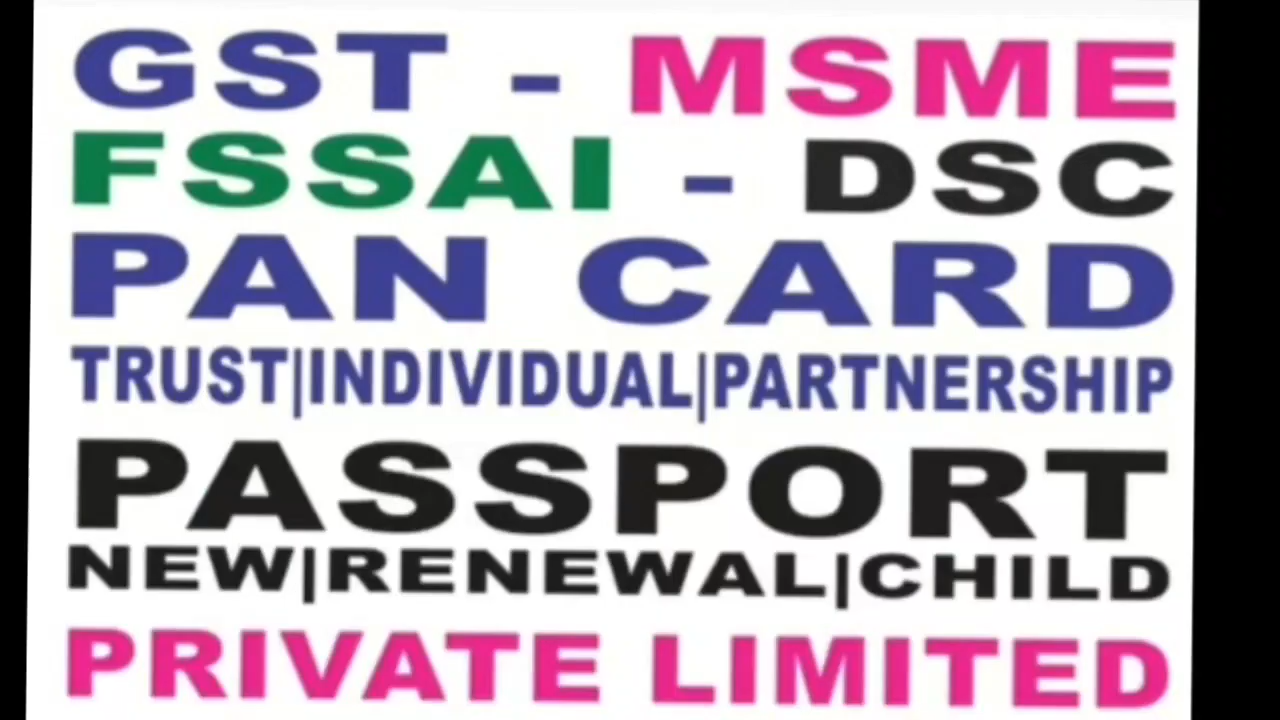 GST - MSME
FSSAI - DSC
PAN CARD
TRUST|INDIVIDUAL|PARTNERSHIP
PASSPORT
NEW|RENEWAL|CHILD
PRIVATE LIMITED